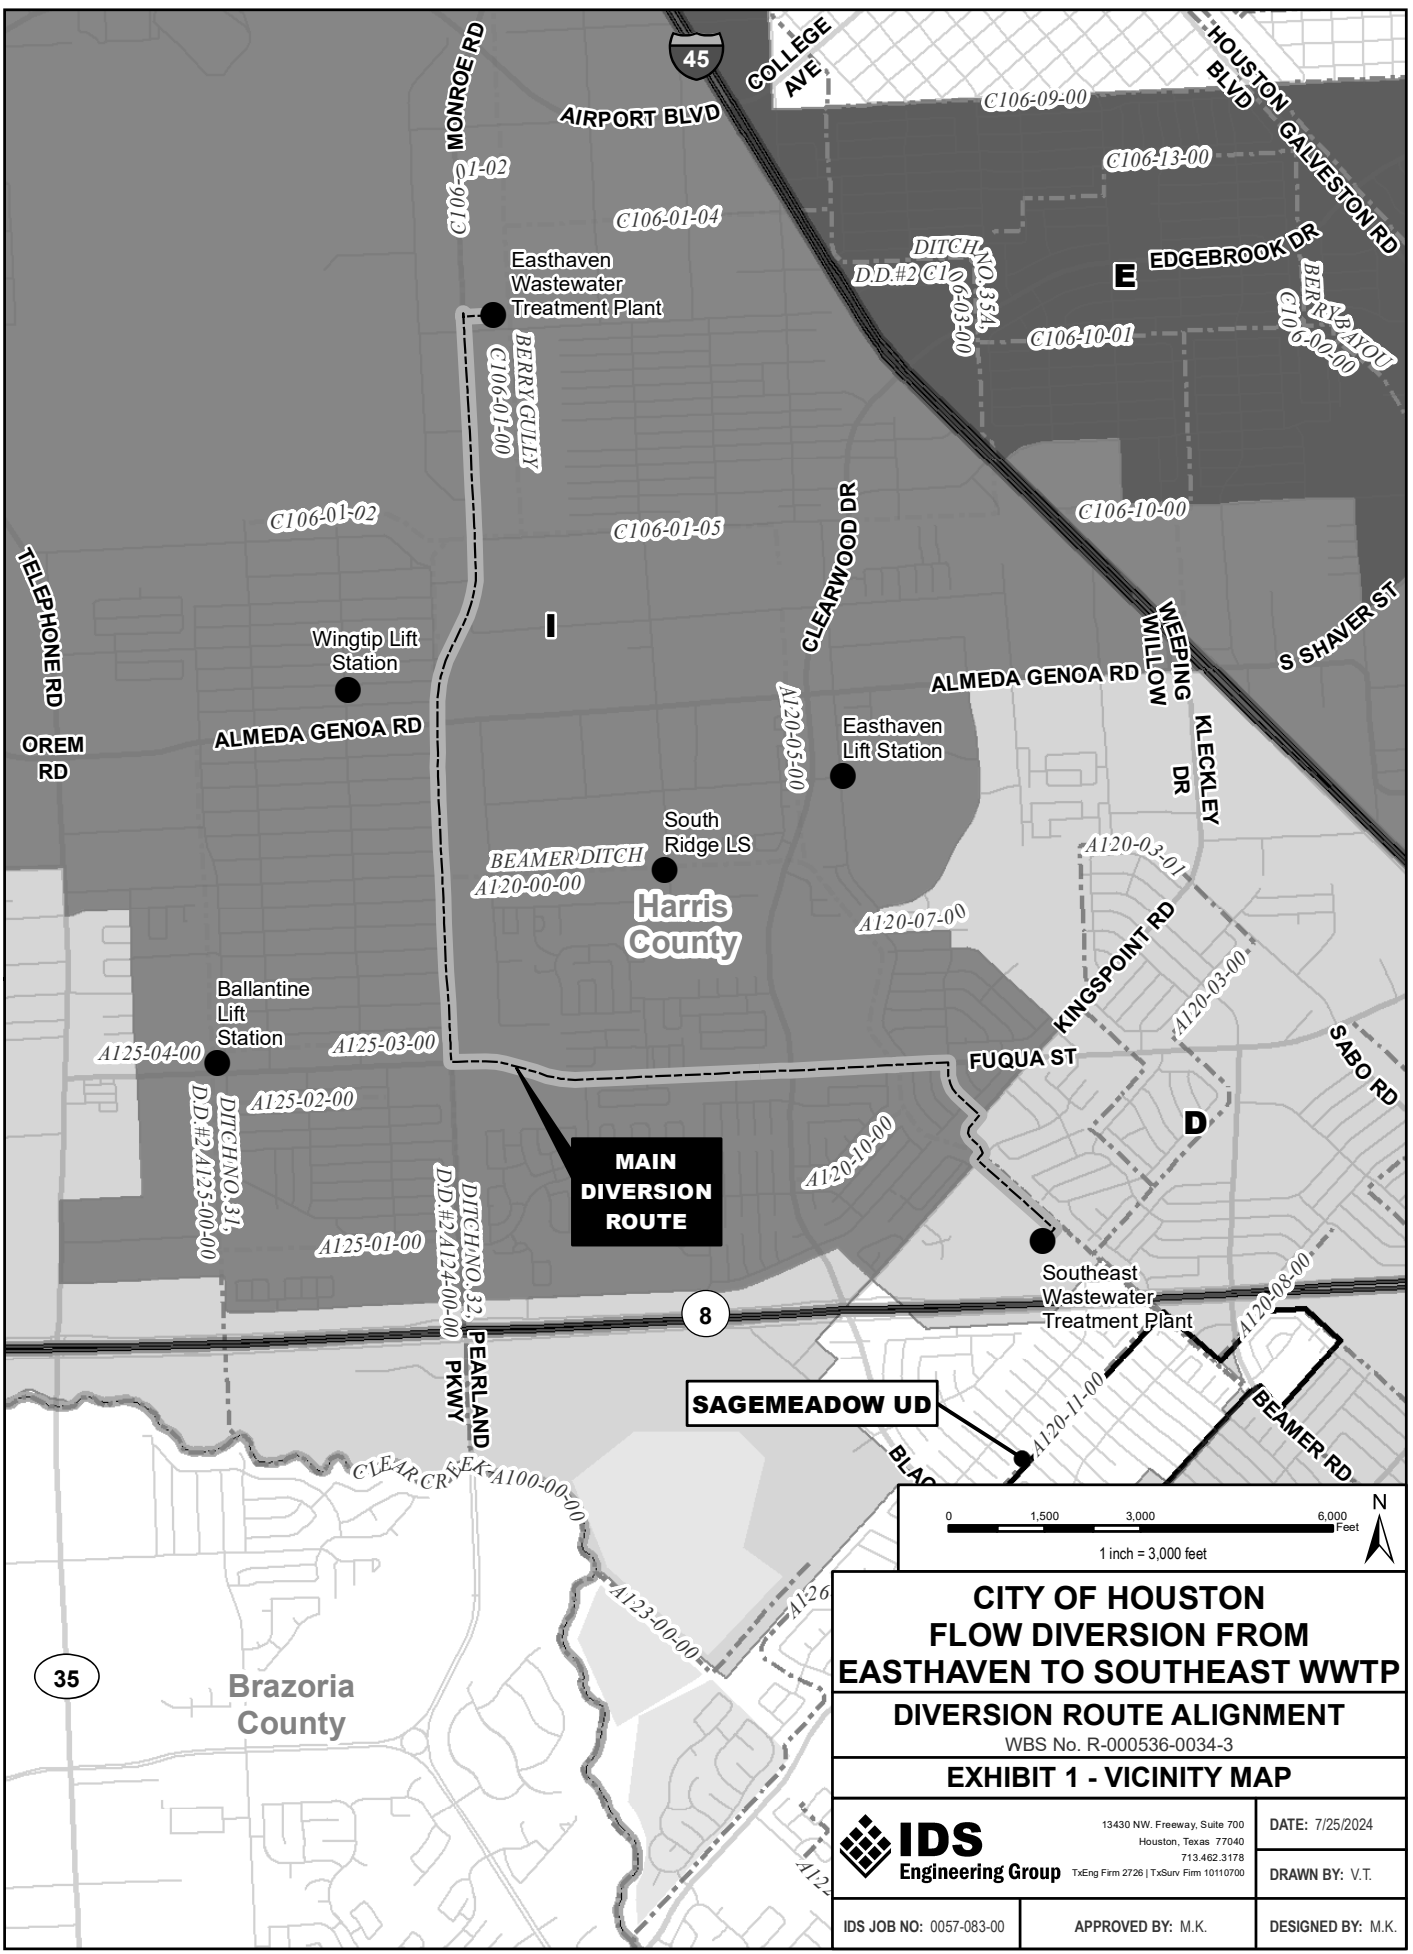 MONROE RD
45
COLLEGE
AVE
HOUSTON
BLVD
AIRPORT BLVD
C106-09-00
GALVESTON RD
C106-13-00
C106-01-02
C106-01-04
DITCH NO. 35A,
D.D.#2 C106-03-00
EDGEBROOK DR
E
Easthaven
Wastewater
Treatment Plant
BERRY BAYOU
C106-00-00
C106-10-01
BERRY GULLY
C106-01-00
C106-01-02
C106-01-05
CLEARWOOD DR
C106-10-00
TELEPHONE RD
I
Wingtip Lift
Station
WEEPING
WILLOW
S SHAVER ST
ALMEDA GENOA RD
ALMEDA GENOA RD
OREM
RD
A120-05-00
Easthaven
Lift Station
KLECKLEY
DR
South
Ridge LS
BEAMER DITCH
A120-00-00
A120-03-01
Harris
County
A120-07-00
KINGSPOINT RD
A120-03-00
Ballantine
Lift
Station
A125-04-00
A125-03-00
FUQUA ST
SABO RD
A125-02-00
DITCH NO. 31,
D.D.#2 A125-00-00
D
MAIN
DIVERSION
ROUTE
A120-10-00
DITCH NO. 32,
D.D.#2 A124-00-00
A125-01-00
Southeast
Wastewater
Treatment Plant
A120-08-00
8
PEARLAND
PKWY
SAGEMEADOW UD
A120-11-00
BEAMER RD
BLAC
CLEAR CREEK A100-00-00
0 1,500 3,000 6,000
Feet
N
1 inch = 3,000 feet
A123-00-00
A126
35
Brazoria
County
A122
CITY OF HOUSTON
FLOW DIVERSION FROM
EASTHAVEN TO SOUTHEAST WWTP
DIVERSION ROUTE ALIGNMENT
WBS No. R-000536-0034-3
EXHIBIT 1 - VICINITY MAP
IDS
Engineering Group
13430 NW. Freeway, Suite 700
Houston, Texas 77040
713.462.3178
TxEng Firm 2726 | TxSurv Firm 10110700
DATE: 7/25/2024
DRAWN BY: V.T.
IDS JOB NO: 0057-083-00
APPROVED BY: M.K.
DESIGNED BY: M.K.